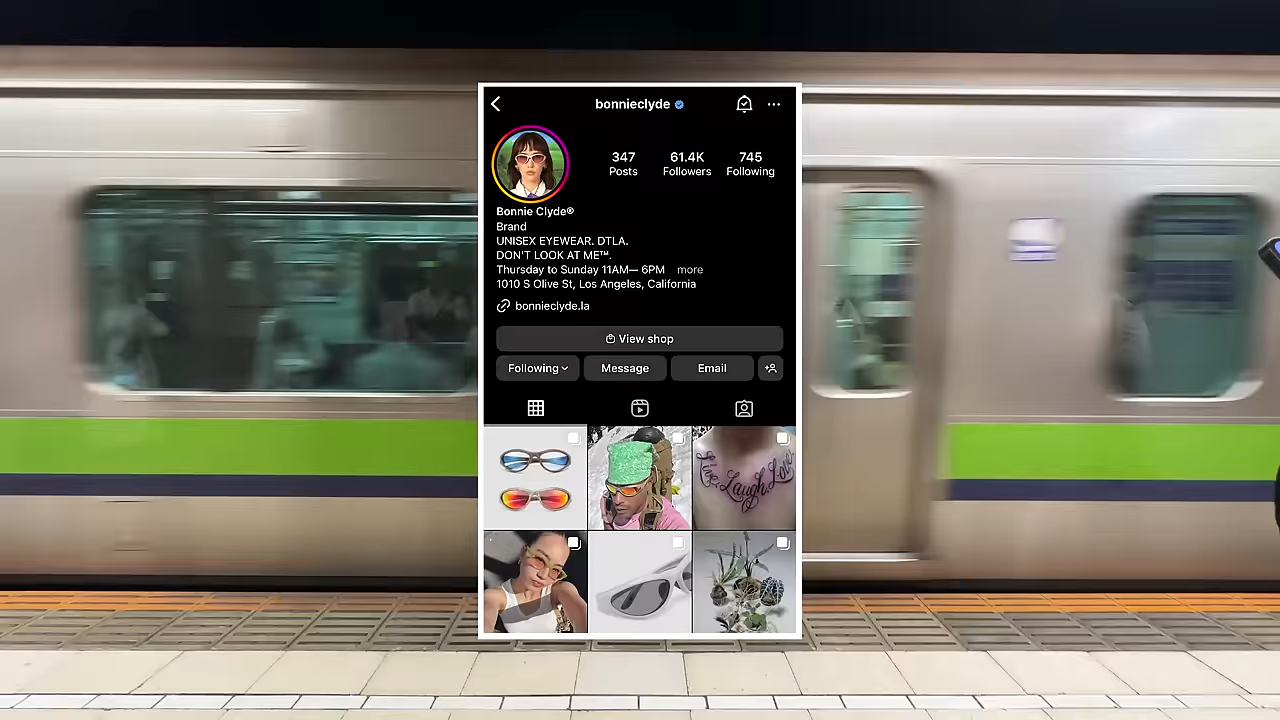 bonnieclyde
347 61.4K 745
Posts Followers Following
Bonnie Clyde®
Brand
UNISEX EYEWEAR. DTLA.
DON'T LOOK AT ME™.
Thursday to Sunday 11AM— 6PM more
1010 S Olive St, Los Angeles, California
bonnieclyde.la
View shop
Following Message Email
Live, Laugh, Love